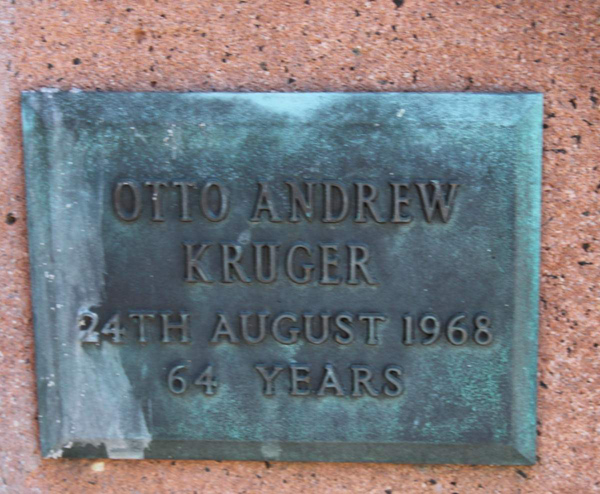 OTTO ANDREW
KRUGER
24TH AUGUST 1968
64 YEARS